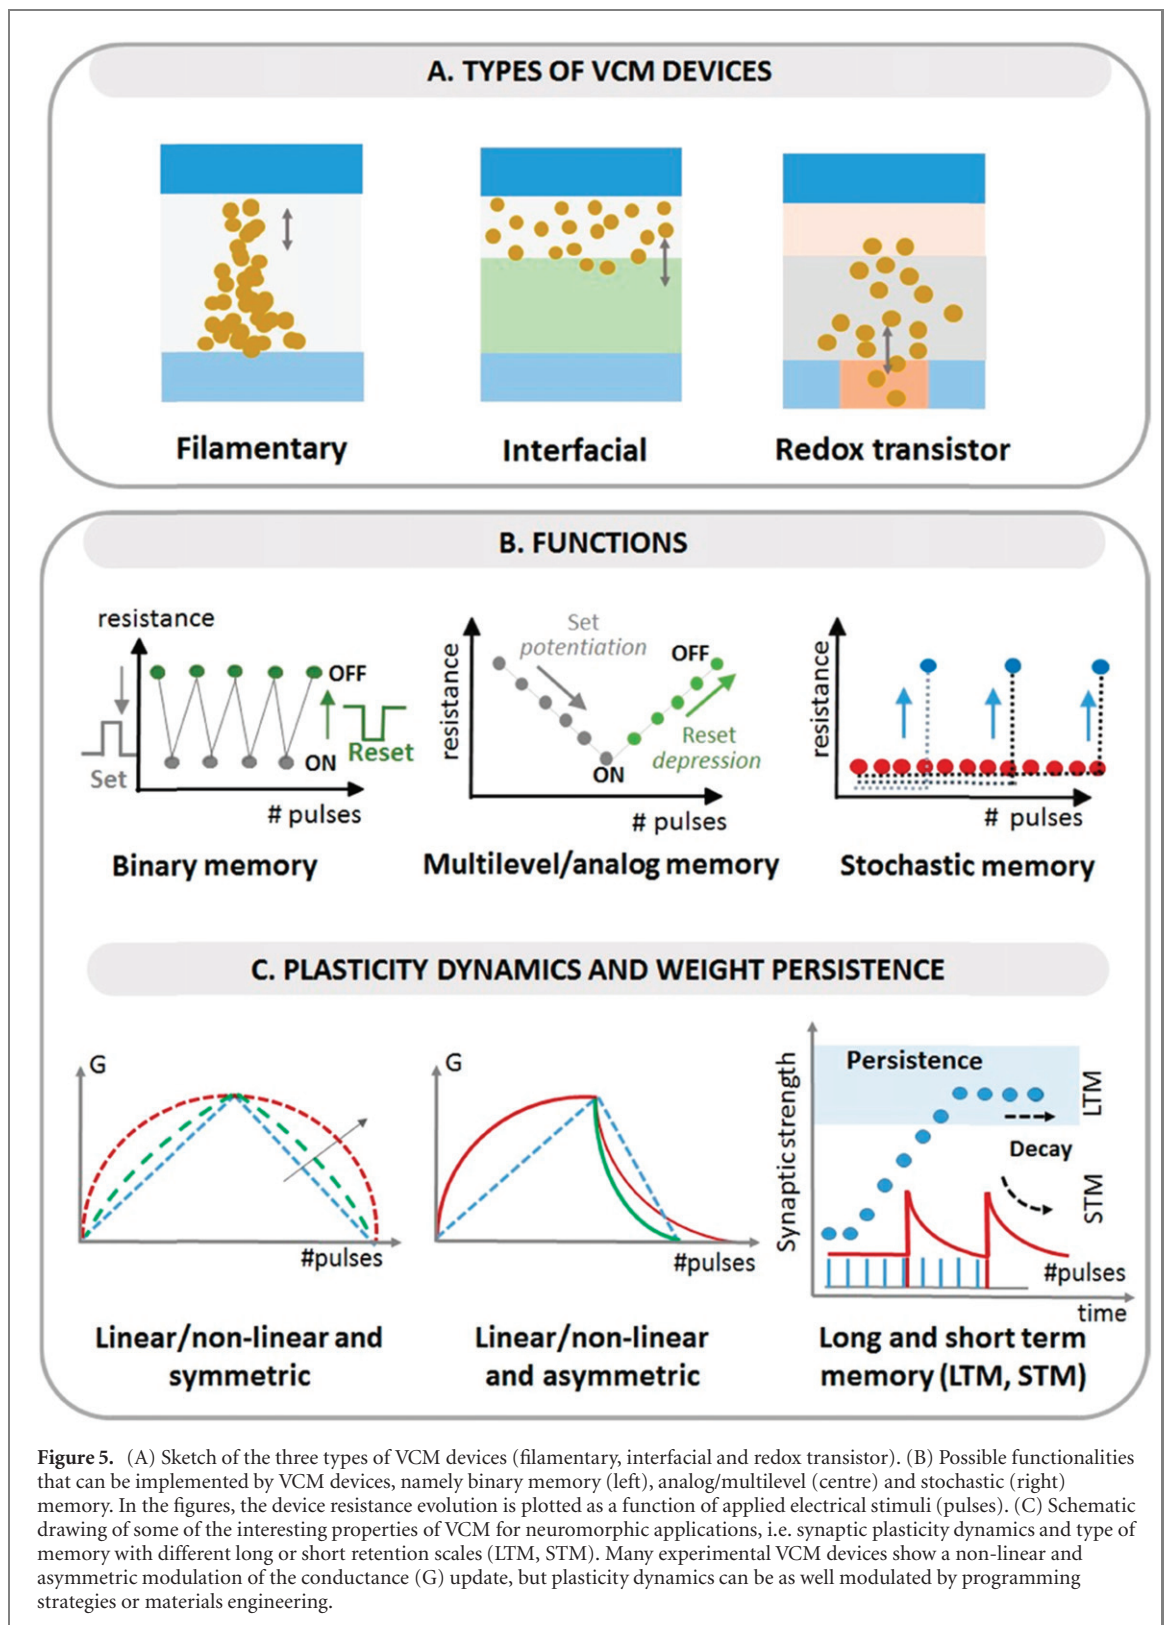 A. TYPES OF VCM DEVICES
Filamentary
Interfacial
Redox transistor
B. FUNCTIONS
resistance
OFF
ON
Set
Reset
# pulses
Binary memory
resistance
Set
potentiation
OFF
ON
Reset
depression
# pulses
Multilevel/analog memory
resistance
# pulses
Stochastic memory
C. PLASTICITY DYNAMICS AND WEIGHT PERSISTENCE
G
#pulses
Linear/non-linear and
symmetric
G
#pulses
Linear/non-linear
and asymmetric
Synaptic strength
Persistence
LTM
Decay
STM
#pulses
time
Long and short term
memory (LTM, STM)
Figure 5. (A) Sketch of the three types of VCM devices (filamentary, interfacial and redox transistor). (B) Possible functionalities
that can be implemented by VCM devices, namely binary memory (left), analog/multilevel (centre) and stochastic (right)
memory. In the figures, the device resistance evolution is plotted as a function of applied electrical stimuli (pulses). (C) Schematic
drawing of some of the interesting properties of VCM for neuromorphic applications, i.e. synaptic plasticity dynamics and type of
memory with different long or short retention scales (LTM, STM). Many experimental VCM devices show a non-linear and
asymmetric modulation of the conductance (G) update, but plasticity dynamics can be as well modulated by programming
strategies or materials engineering.